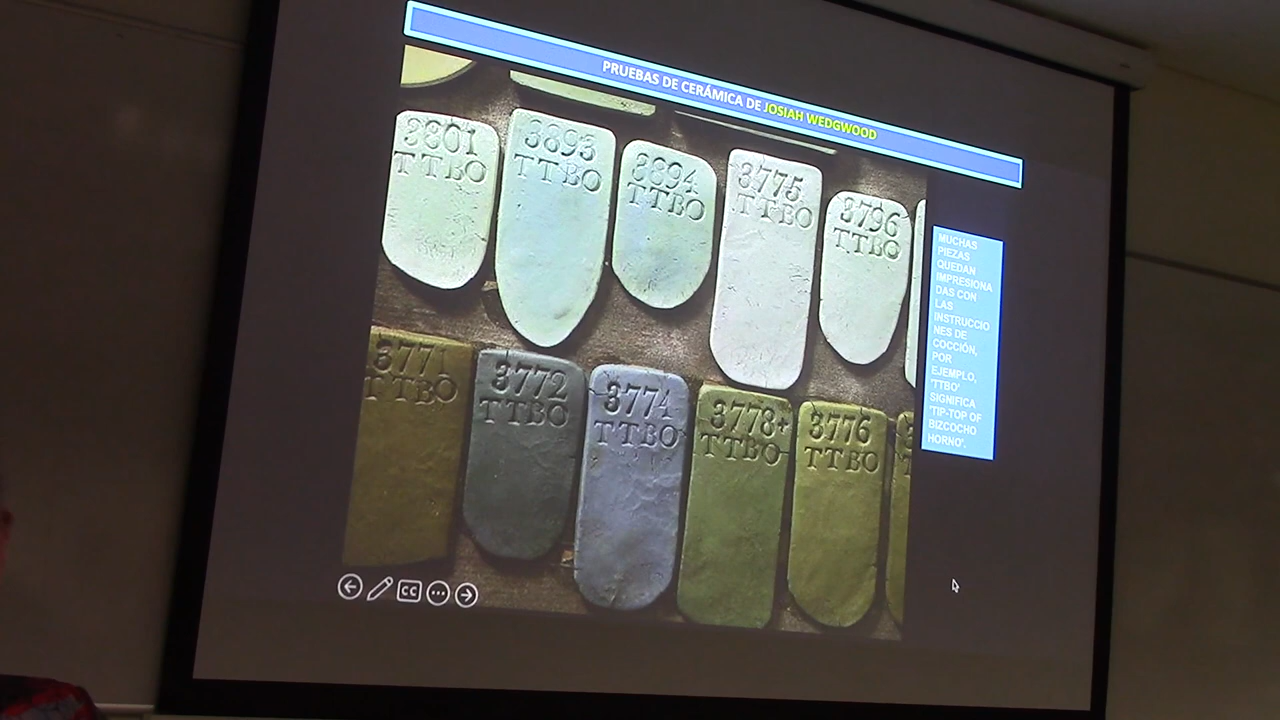 PRUEBAS DE CERÁMICA DE JOSIAH WEDGWOOD
3801
TTBO
3893
TTBO
3894
TTBO
3775
TTBO
3796
TTBO
3771
TTBO
3772
TTBO
3774
TTBO
3778+
TTBO
3776
TTBO
MUCHAS
PIEZAS
QUEDAN
IMPRESIONA
DAS CON
LAS
INSTRUCCIO
NES DE
COCCIÓN,
POR
EJEMPLO,
'TTBO'
SIGNIFICA
'TIP-TOP OF
BIZCOCHO
HORNO'.
CC